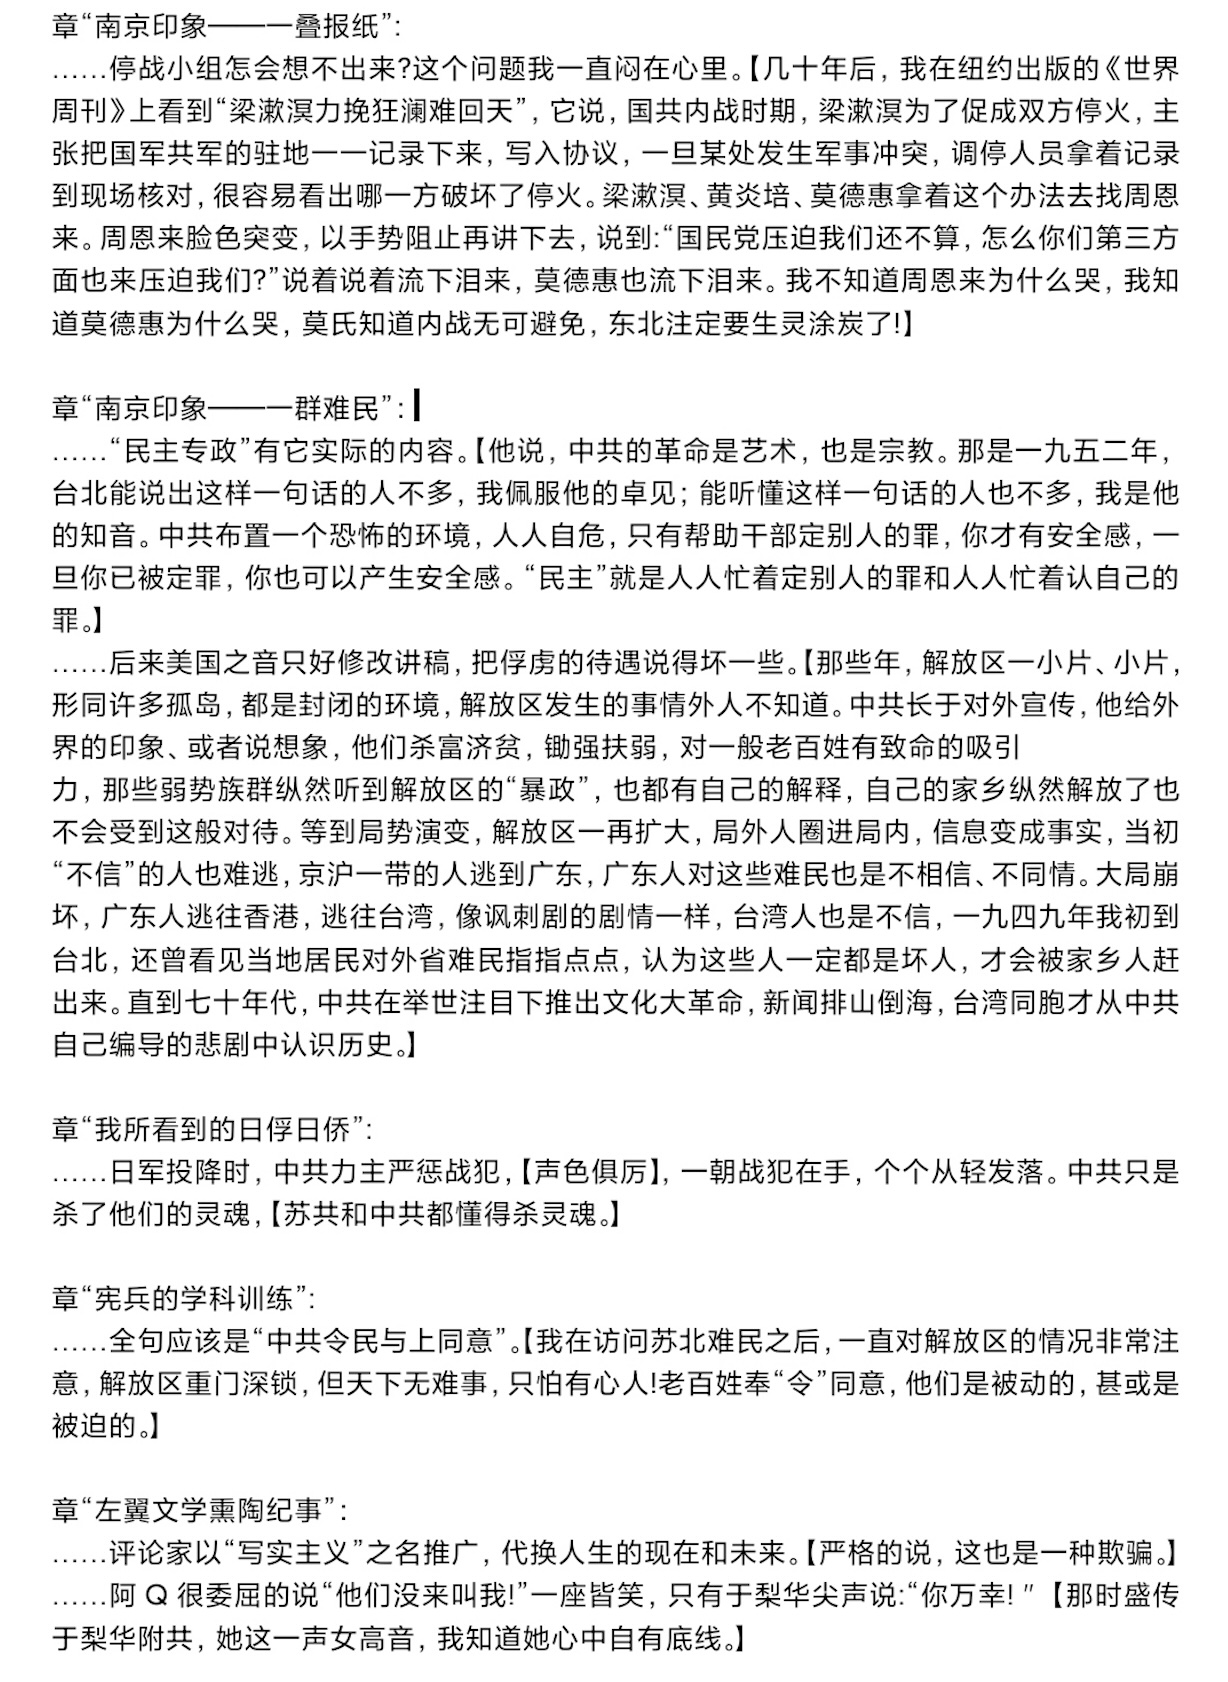 章“南京印象——一叠报纸”:
……停战小组怎会想不出来?这个问题我一直闷在心里。【几十年后，我在纽约出版的《世界
周刊》上看到“梁漱溟力挽狂澜难回天”，它说，国共内战时期，梁漱溟为了促成双方停火，主
张把国军共军的驻地一一记录下来，写入协议，一旦某处发生军事冲突，调停人员拿着记录
到现场核对，很容易看出哪一方破坏了停火。梁漱溟、黄炎培、莫德惠拿着这个办法去找周恩
来。周恩来脸色突变，以手势阻止再讲下去，说到:“国民党压迫我们还不算，怎么你们第三方
面也来压迫我们?”说着说着流下泪来，莫德惠也流下泪来。我不知道周恩来为什么哭，我知
道莫德惠为什么哭，莫氏知道内战无可避免，东北注定要生灵涂炭了!】
章“南京印象——一群难民”:
……“民主专政”有它实际的内容。【他说，中共的革命是艺术，也是宗教。那是一九五二年，
台北能说出这样一句话的人不多，我佩服他的卓见；能听懂这样一句话的人也不多，我是他
的知音。中共布置一个恐怖的环境，人人自危，只有帮助干部定别人的罪，你才有安全感，一
旦你已被定罪，你也可以产生安全感。“民主”就是人人忙着定别人的罪和人人忙着认自己的
罪。】
……后来美国之音只好修改讲稿，把俘虏的待遇说得坏一些。【那些年，解放区一小片、小片，
形同许多孤岛，都是封闭的环境，解放区发生的事情外人不知道。中共长于对外宣传，他给外
界的印象、或者说想象，他们杀富济贫，锄强扶弱，对一般老百姓有致命的吸引
力，那些弱势族群纵然听到解放区的“暴政”，也都有自己的解释，自己的家乡纵然解放了也
不会受到这般对待。等到局势演变，解放区一再扩大，局外人圈进局内，信息变成事实，当初
“不信”的人也难逃，京沪一带的人逃到广东，广东人对这些难民也是不相信、不同情。大局崩
坏，广东人逃往香港，逃往台湾，像讽刺剧的剧情一样，台湾人也是不信，一九四九年我初到
台北，还曾看见当地居民对外省难民指指点点，认为这些人一定都是坏人，才会被家乡人赶
出来。直到七十年代，中共在举世注目下推出文化大革命，新闻排山倒海，台湾同胞才从中共
自己编导的悲剧中认识历史。】
章“我所看到的日俘日侨”:
……日军投降时，中共力主严惩战犯，【声色俱厉】，一朝战犯在手，个个从轻发落。中共只是
杀了他们的灵魂，【苏共和中共都懂得杀灵魂。】
章“宪兵的学科训练”:
……全句应该是“中共令民与上同意”。【我在访问苏北难民之后，一直对解放区的情况非常注
意，解放区重门深锁，但天下无难事，只怕有心人!老百姓奉“令”同意，他们是被动的，甚或是
被迫的。】
章“左翼文学熏陶纪事”:
……评论家以“写实主义”之名推广，代换人生的现在和未来。【严格的说，这也是一种欺骗。】
……阿 Q 很委屈的说“他们没来叫我!”一座皆笑，只有于梨华尖声说:“你万幸! ″【那时盛传
于梨华附共，她这一声女高音，我知道她心中自有底线。】